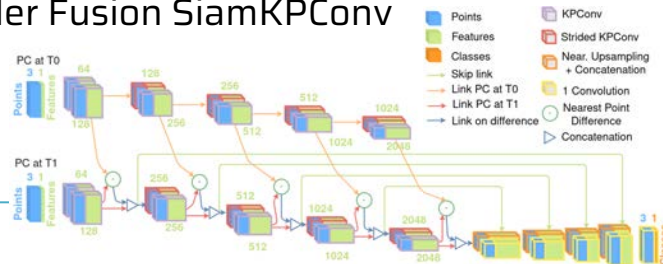 der Fusion SiamKPConv
Points
Features
Classes
Skip link
Link PC at T0
Link PC at T1
Link on difference
KPConv
Strided KPConv
Near. Upsampling
+ Concatenation
1 Convolution
Nearest Point
Difference
Concatenation
PC at T0
3 1
Points
Features
64
128
128
256
256
512
512
1024
1024
2048
PC at T1
3 1
Points
Features
64
128
256
256
512
512
1024
1024
2048
2048
3 1